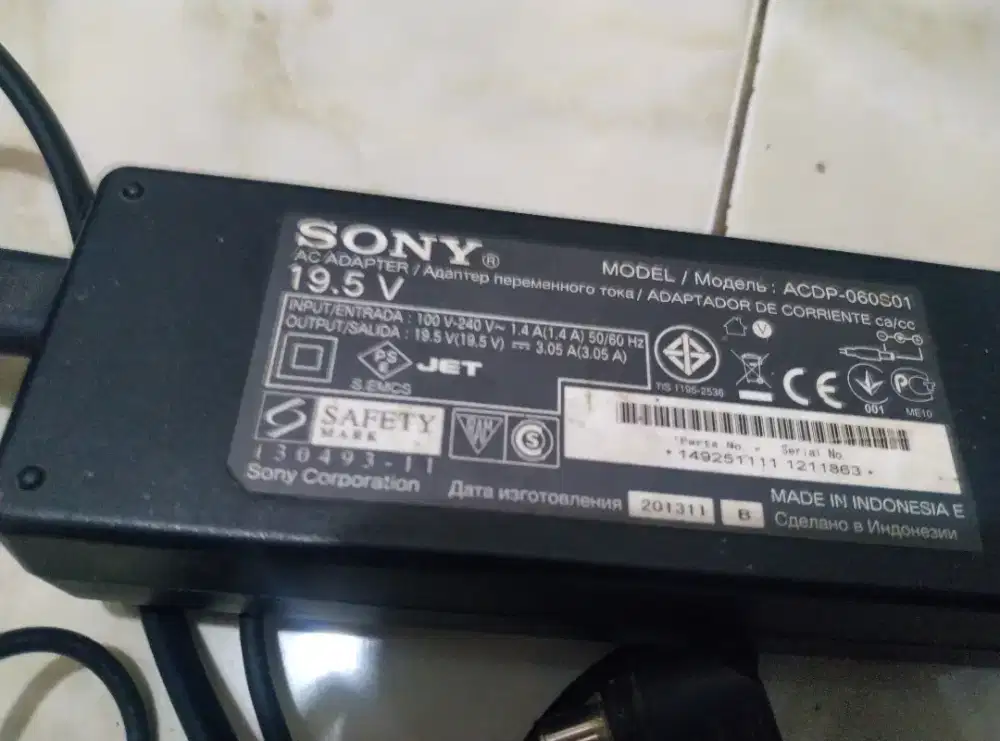 SONY®
AC ADAPTER / Адаптер переменного тока / ADAPTADOR DE CORRIENTE ca/cc
MODEL / Модель : ACDP-060S01
19.5 V
INPUT/ENTRADA : 100 V-240 V~ 1.4 A(1.4 A) 50/60 Hz
OUTPUT/SALIDA : 19.5 V(19.5 V) ⎓ 3.05 A(3.05 A)
PS
E
JET
S.EMCS
TIS 1195-2536
V
CE
001
ME10
S SAFETY
MARK
130493-11
S
Parts No. Serial No.
* 149251111 1211863 *
Sony Corporation
Дата изготовления 201311 B
MADE IN INDONESIA E
Сделано в Индонезии